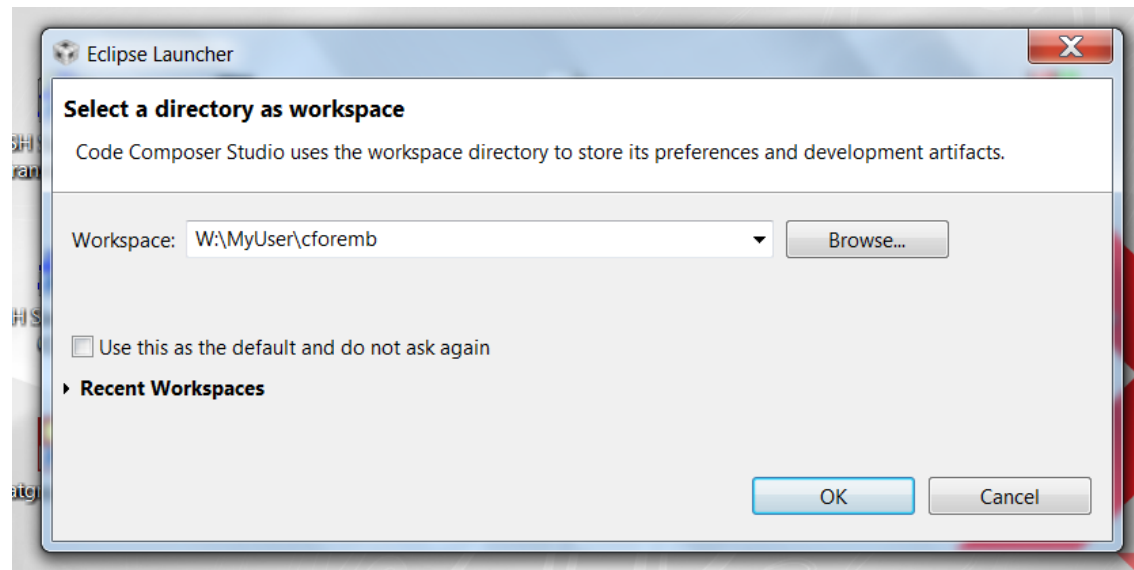 Eclipse Launcher
Select a directory as workspace
Code Composer Studio uses the workspace directory to store its preferences and development artifacts.
Workspace: W:\MyUser\cforemb Browse...
Use this as the default and do not ask again
Recent Workspaces
OK Cancel